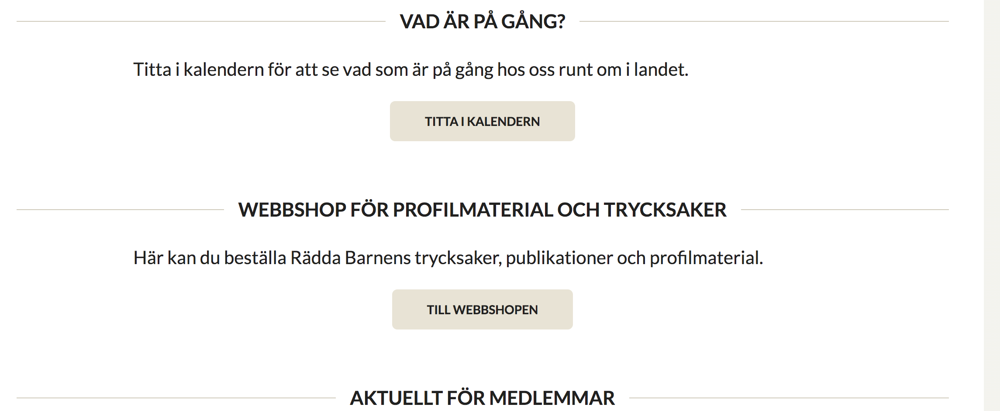 VAD ÄR PÅ GÅNG?
Titta i kalendern för att se vad som är på gång hos oss runt om i landet.
TITTA I KALENDERN
WEBBSHOP FÖR PROFILMATERIAL OCH TRYCKSAKER
Här kan du beställa Rädda Barnens trycksaker, publikationer och profilmaterial.
TILL WEBBSHOPEN
AKTUELLT FÖR MEDLEMMAR